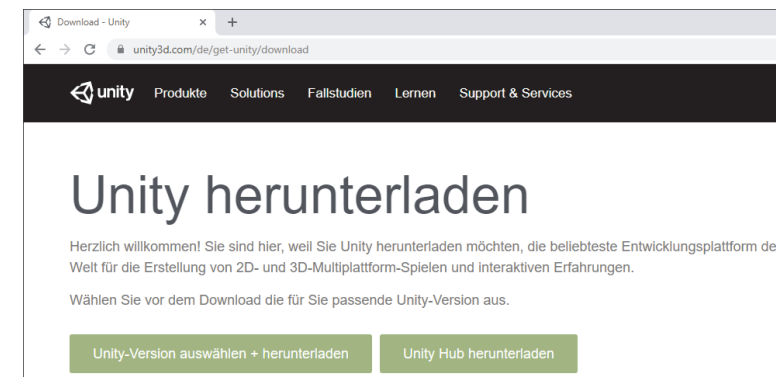 Download - Unity
unity3d.com/de/get-unity/download
unity Produkte Solutions Fallstudien Lernen Support & Services
Unity herunterladen
Herzlich willkommen! Sie sind hier, weil Sie Unity herunterladen möchten, die beliebteste Entwicklungsplattform de
Welt für die Erstellung von 2D- und 3D-Multiplattform-Spielen und interaktiven Erfahrungen.
Wählen Sie vor dem Download die für Sie passende Unity-Version aus.
Unity-Version auswählen + herunterladen Unity Hub herunterladen